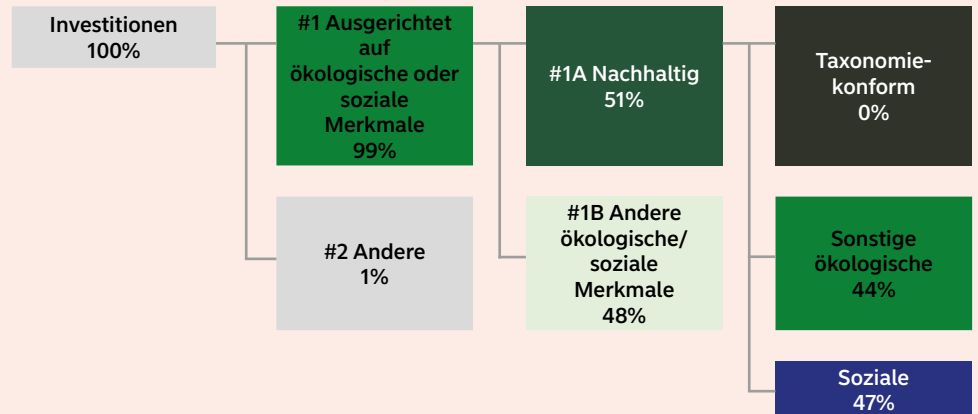 Investitionen
100%
#1 Ausgerichtet
auf
ökologische oder
soziale
Merkmale
99%
#2 Andere
1%
#1A Nachhaltig
51%
#1B Andere
ökologische/
soziale
Merkmale
48%
Taxonomie-
konform
0%
Sonstige
ökologische
44%
Soziale
47%